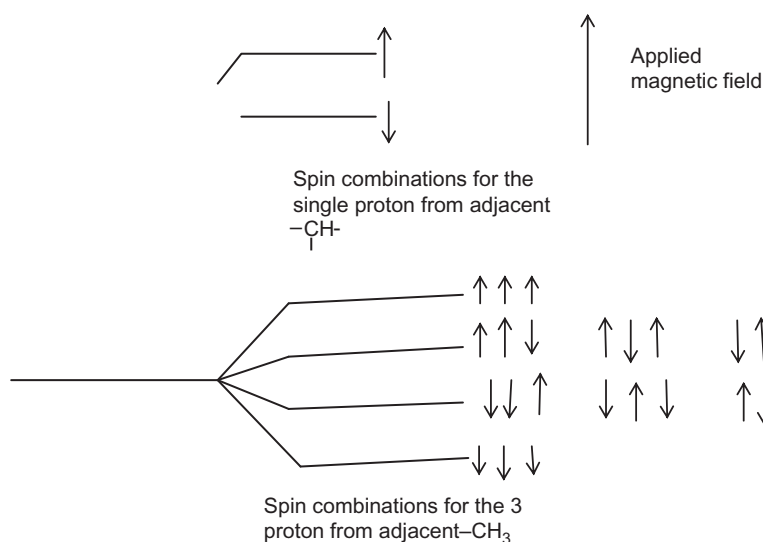 Applied
magnetic field
Spin combinations for the
single proton from adjacent
–CH-
Spin combinations for the 3
proton from adjacent–CH₃